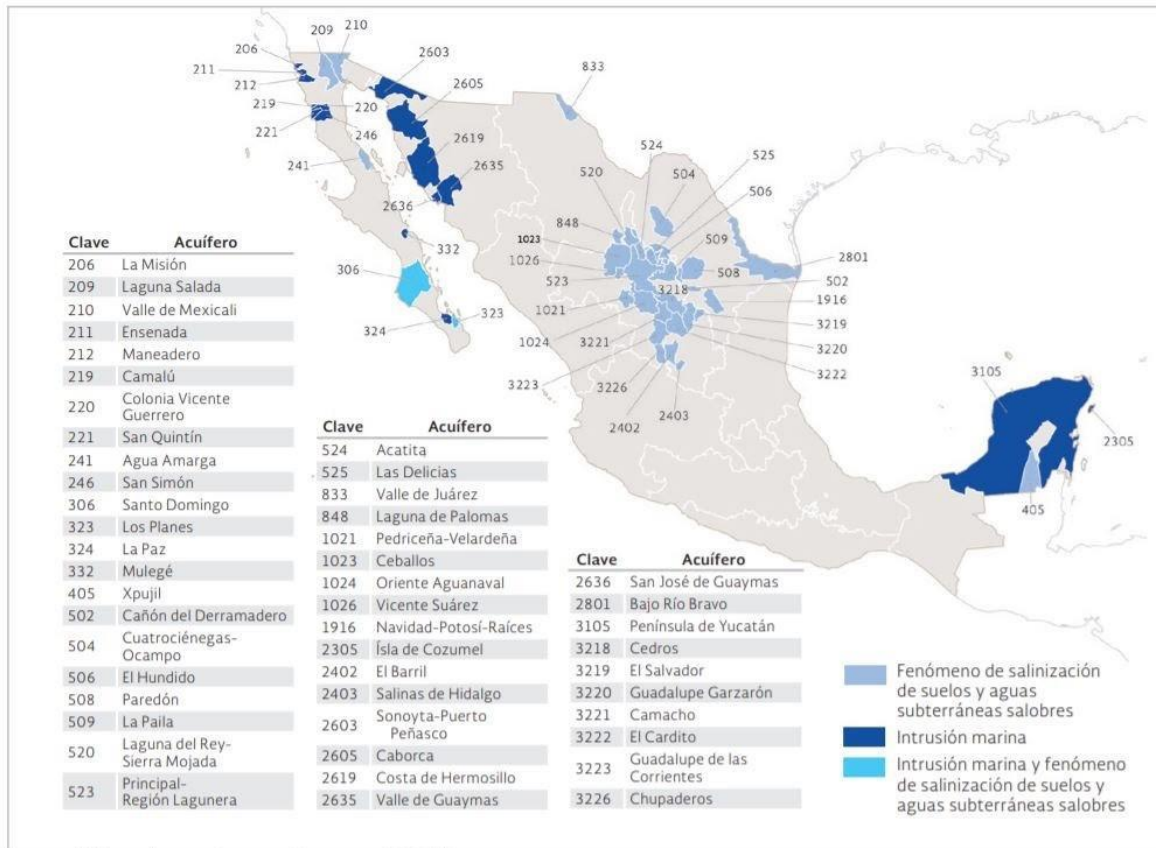 209 210
206
2603
211
833
212
2605
219
220
221
246
524
525
2619
504
241
520
2635
506
2636
848
509
1023
332
2801
306
1026
508
502
523
3218
1916
1021
323
3219
324
3221
3220
1024
3222
3223
3226
3105
2403
2402
2305
405
Clave Acuífero
206 La Misión
209 Laguna Salada
210 Valle de Mexicali
211 Ensenada
212 Maneadero
219 Camalú
220 Colonia Vicente
Guerrero
221 San Quintín
241 Agua Amarga
246 San Simón
306 Santo Domingo
323 Los Planes
324 La Paz
332 Mulegé
405 Xpujil
502 Cañón del Derramadero
504 Cuatrociénegas-
Ocampo
506 El Hundido
508 Paredón
509 La Paila
520 Laguna del Rey-
Sierra Mojada
523 Principal-
Región Lagunera
Clave Acuífero
524 Acatita
525 Las Delicias
833 Valle de Juárez
848 Laguna de Palomas
1021 Pedriceña-Velardeña
1023 Ceballos
1024 Oriente Aguanaval
1026 Vicente Suárez
1916 Navidad-Potosí-Raíces
2305 Ísla de Cozumel
2402 El Barril
2403 Salinas de Hidalgo
2603 Sonoyta-Puerto
Peñasco
2605 Caborca
2619 Costa de Hermosillo
2635 Valle de Guaymas
Clave Acuífero
2636 San José de Guaymas
2801 Bajo Río Bravo
3105 Península de Yucatán
3218 Cedros
3219 El Salvador
3220 Guadalupe Garzarón
3221 Camacho
3222 El Cardito
3223 Guadalupe de las
Corrientes
3226 Chupaderos
Fenómeno de salinización
de suelos y aguas
subterráneas salobres
Intrusión marina
Intrusión marina y fenómeno
de salinización de suelos y
aguas subterráneas salobres